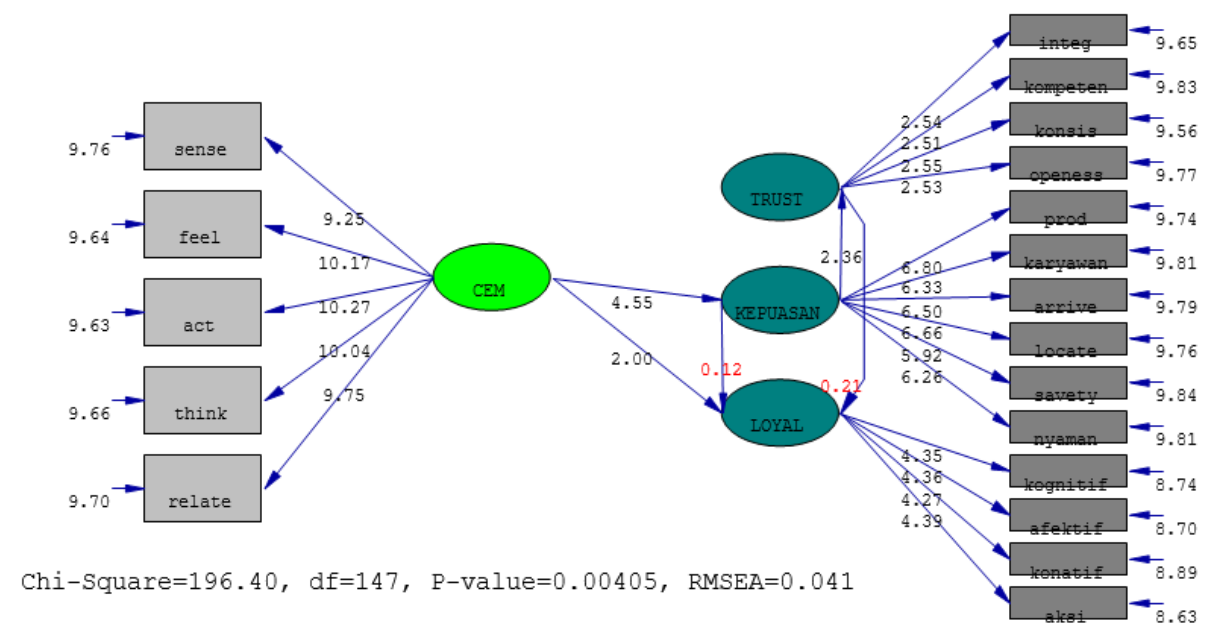 integ
9.65
kompeten
9.83
konsis
9.56
openess
9.77
prod
9.74
karyawan
9.81
arrive
9.79
locate
9.76
savety
9.84
nyaman
9.81
kognitif
8.74
afektif
8.70
konatif
8.89
aksi
8.63
9.76
sense
9.64
feel
9.63
act
9.66
think
9.70
relate
9.25
10.17
10.27
10.04
9.75
CEM
4.55
2.00
TRUST
KEPUASAN
LOYAL
2.36
0.12
0.21
2.54
2.51
2.55
2.53
6.80
6.33
6.50
6.66
5.92
6.26
4.35
4.36
4.27
4.39
Chi-Square=196.40, df=147, P-value=0.00405, RMSEA=0.041